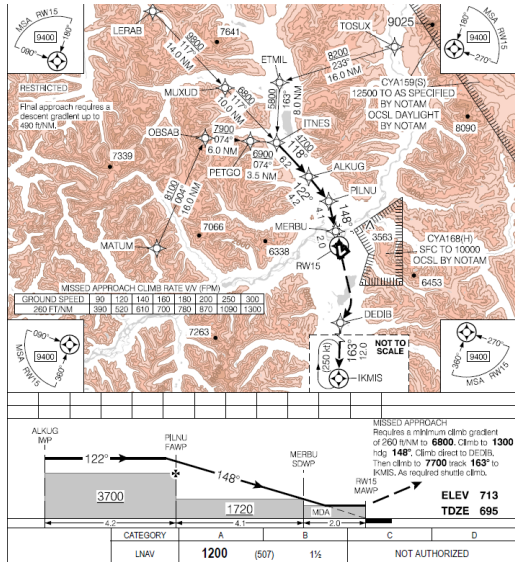 MSA RW15
9400
180°
090°
LERAB
9800
117°
14.0 NM
7641
TOSUX
9025
MSA RW15
9400
180°
270°
RESTRICTED
Final approach requires a
descent gradient up to
490 ft/NM.
MUXUD
6800
117°
10.0 NM
ETMIL
5800
163°
8.0 NM
8200
233°
16.0 NM
CYA159(S)
12500 TO AS SPECIFIED
BY NOTAM
OCSL DAYLIGHT
BY NOTAM
8090
OBSAB
7900
074°
6.0 NM
ITNES
4700
118°
6.2
7339
PETGO
6900
074°
3.5 NM
ALKUG
122°
4.2
PILNU
8100
004°
16.0 NM
148°
4.1
MERBU
2.0
RW15
7066
6338
MATUM
3563
CYA168(H)
SFC TO 10000
OCSL BY NOTAM
6453
MISSED APPROACH CLIMB RATE V/V (FPM)
GROUND SPEED 90 120 140 160 180 200 250 300
260 FT/NM 390 520 610 700 780 870 1090 1300
DEDIB
7263
090°
360°
9400
MSA RW15
(250 H)
163°
12.0
NOT TO
SCALE
IKMIS
270°
360°
9400
MSA RW15
ALKUG
IWP
PILNU
FAWP
MERBU
SDWP
RW15
MAWP
122°
148°
3700
1720
MDA
4.2
4.1
2.0
MISSED APPROACH
Requires a minimum climb gradient
of 260 ft/NM to 6800. Climb to 1300
hdg 148°. Climb direct to DEDIB.
Then climb to 7700 track 163° to
IKMIS. As required shuttle climb.
ELEV 713
TDZE 695
CATEGORY A B C D
LNAV 1200 (507) 1½ NOT AUTHORIZED